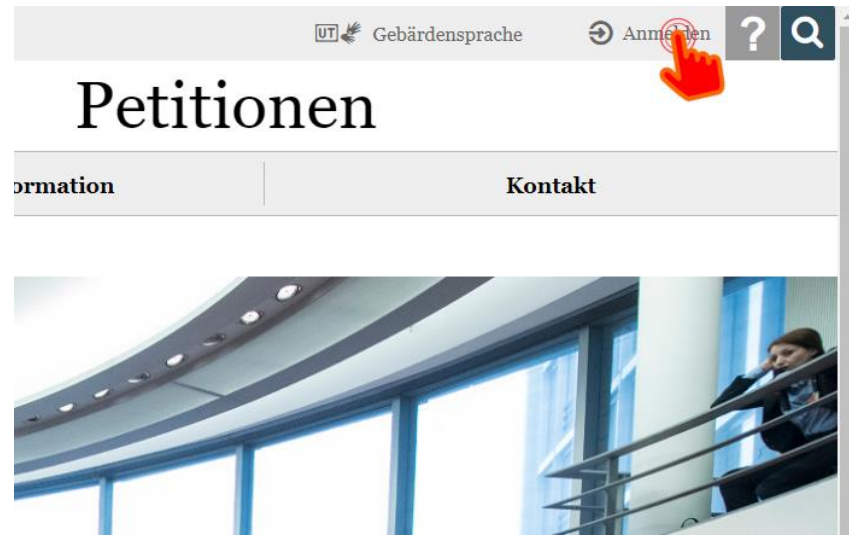 UT Gebärdensprache Anmelden ?
Petitionen
ormation Kontakt